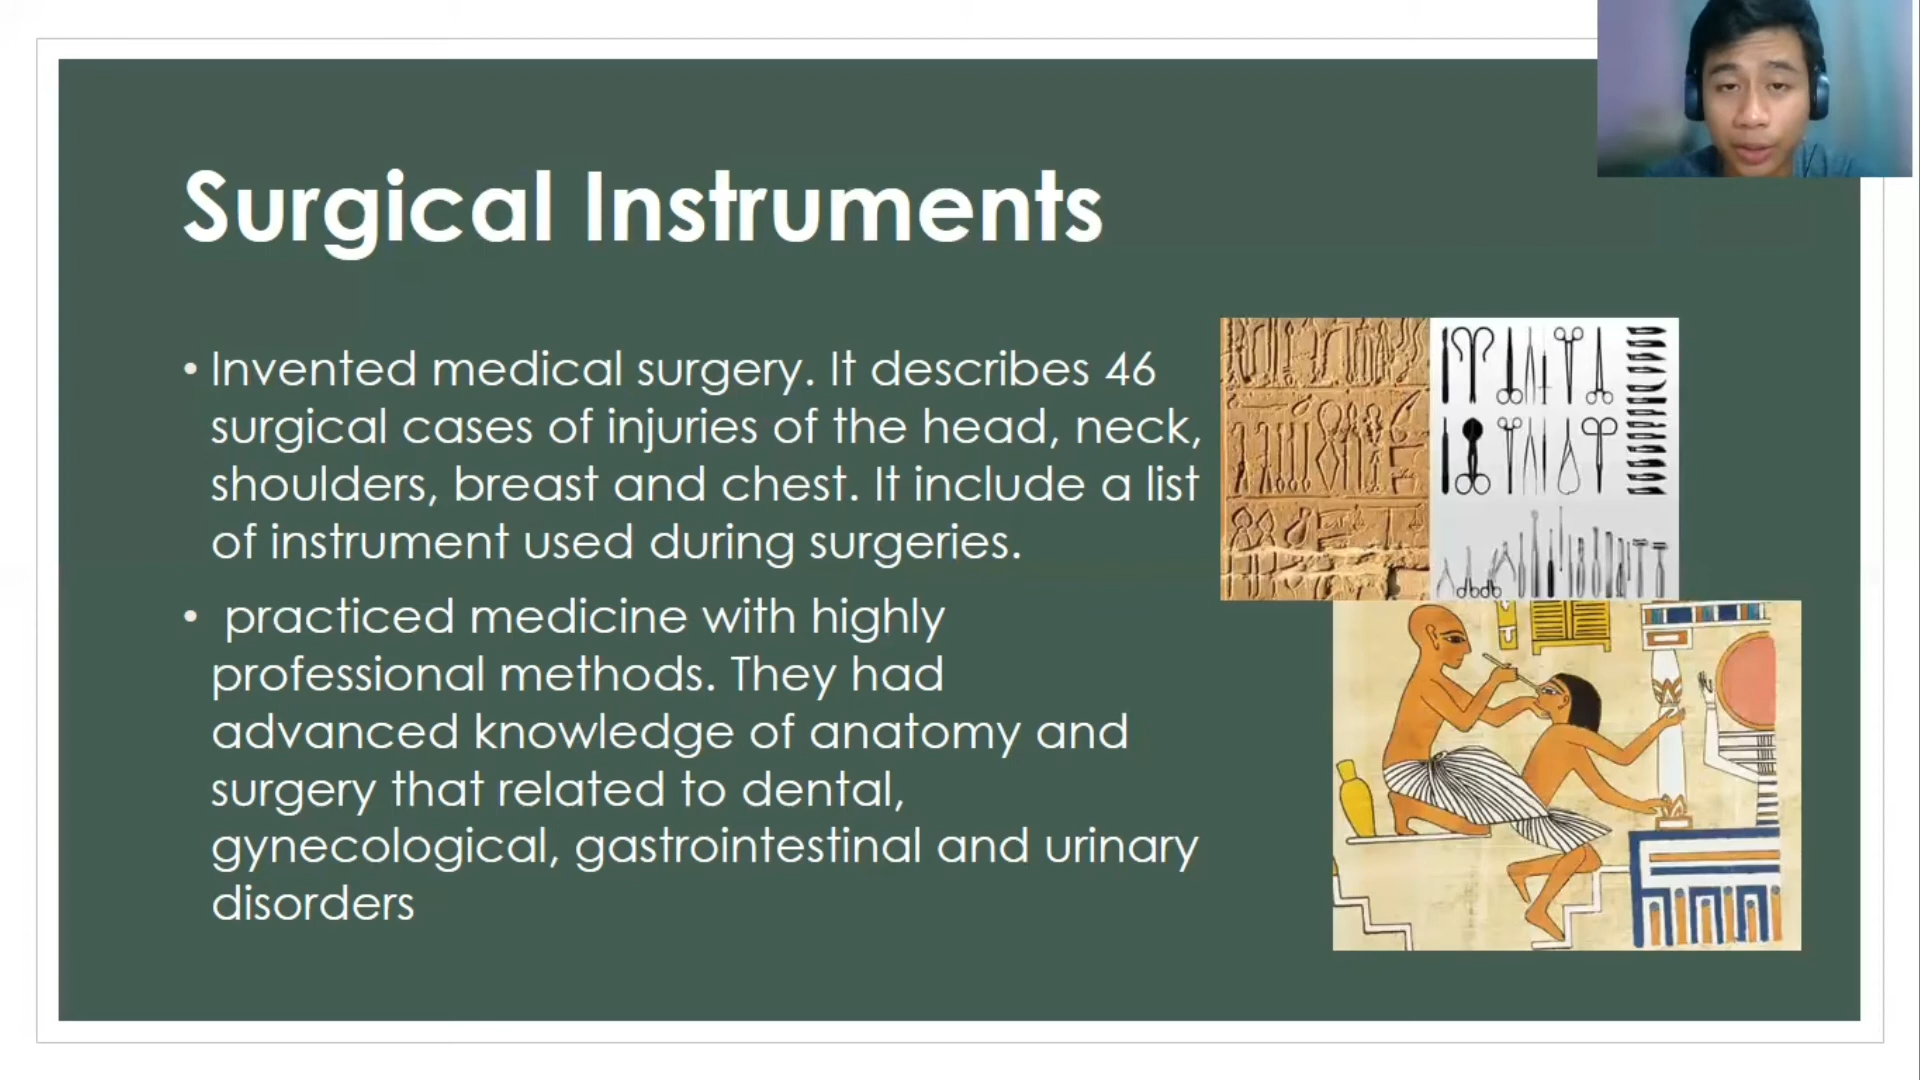 Surgical Instruments
• Invented medical surgery. It describes 46
surgical cases of injuries of the head, neck,
shoulders, breast and chest. It include a list
of instrument used during surgeries.
• practiced medicine with highly
professional methods. They had
advanced knowledge of anatomy and
surgery that related to dental,
gynecological, gastrointestinal and urinary
disorders